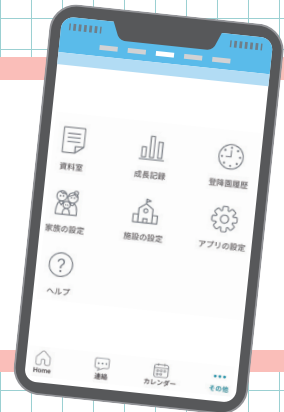 資料室
成長記録
登降園履歴
家族の設定
施設の設定
アプリの設定
ヘルプ
Home
連絡
カレンダー
その他